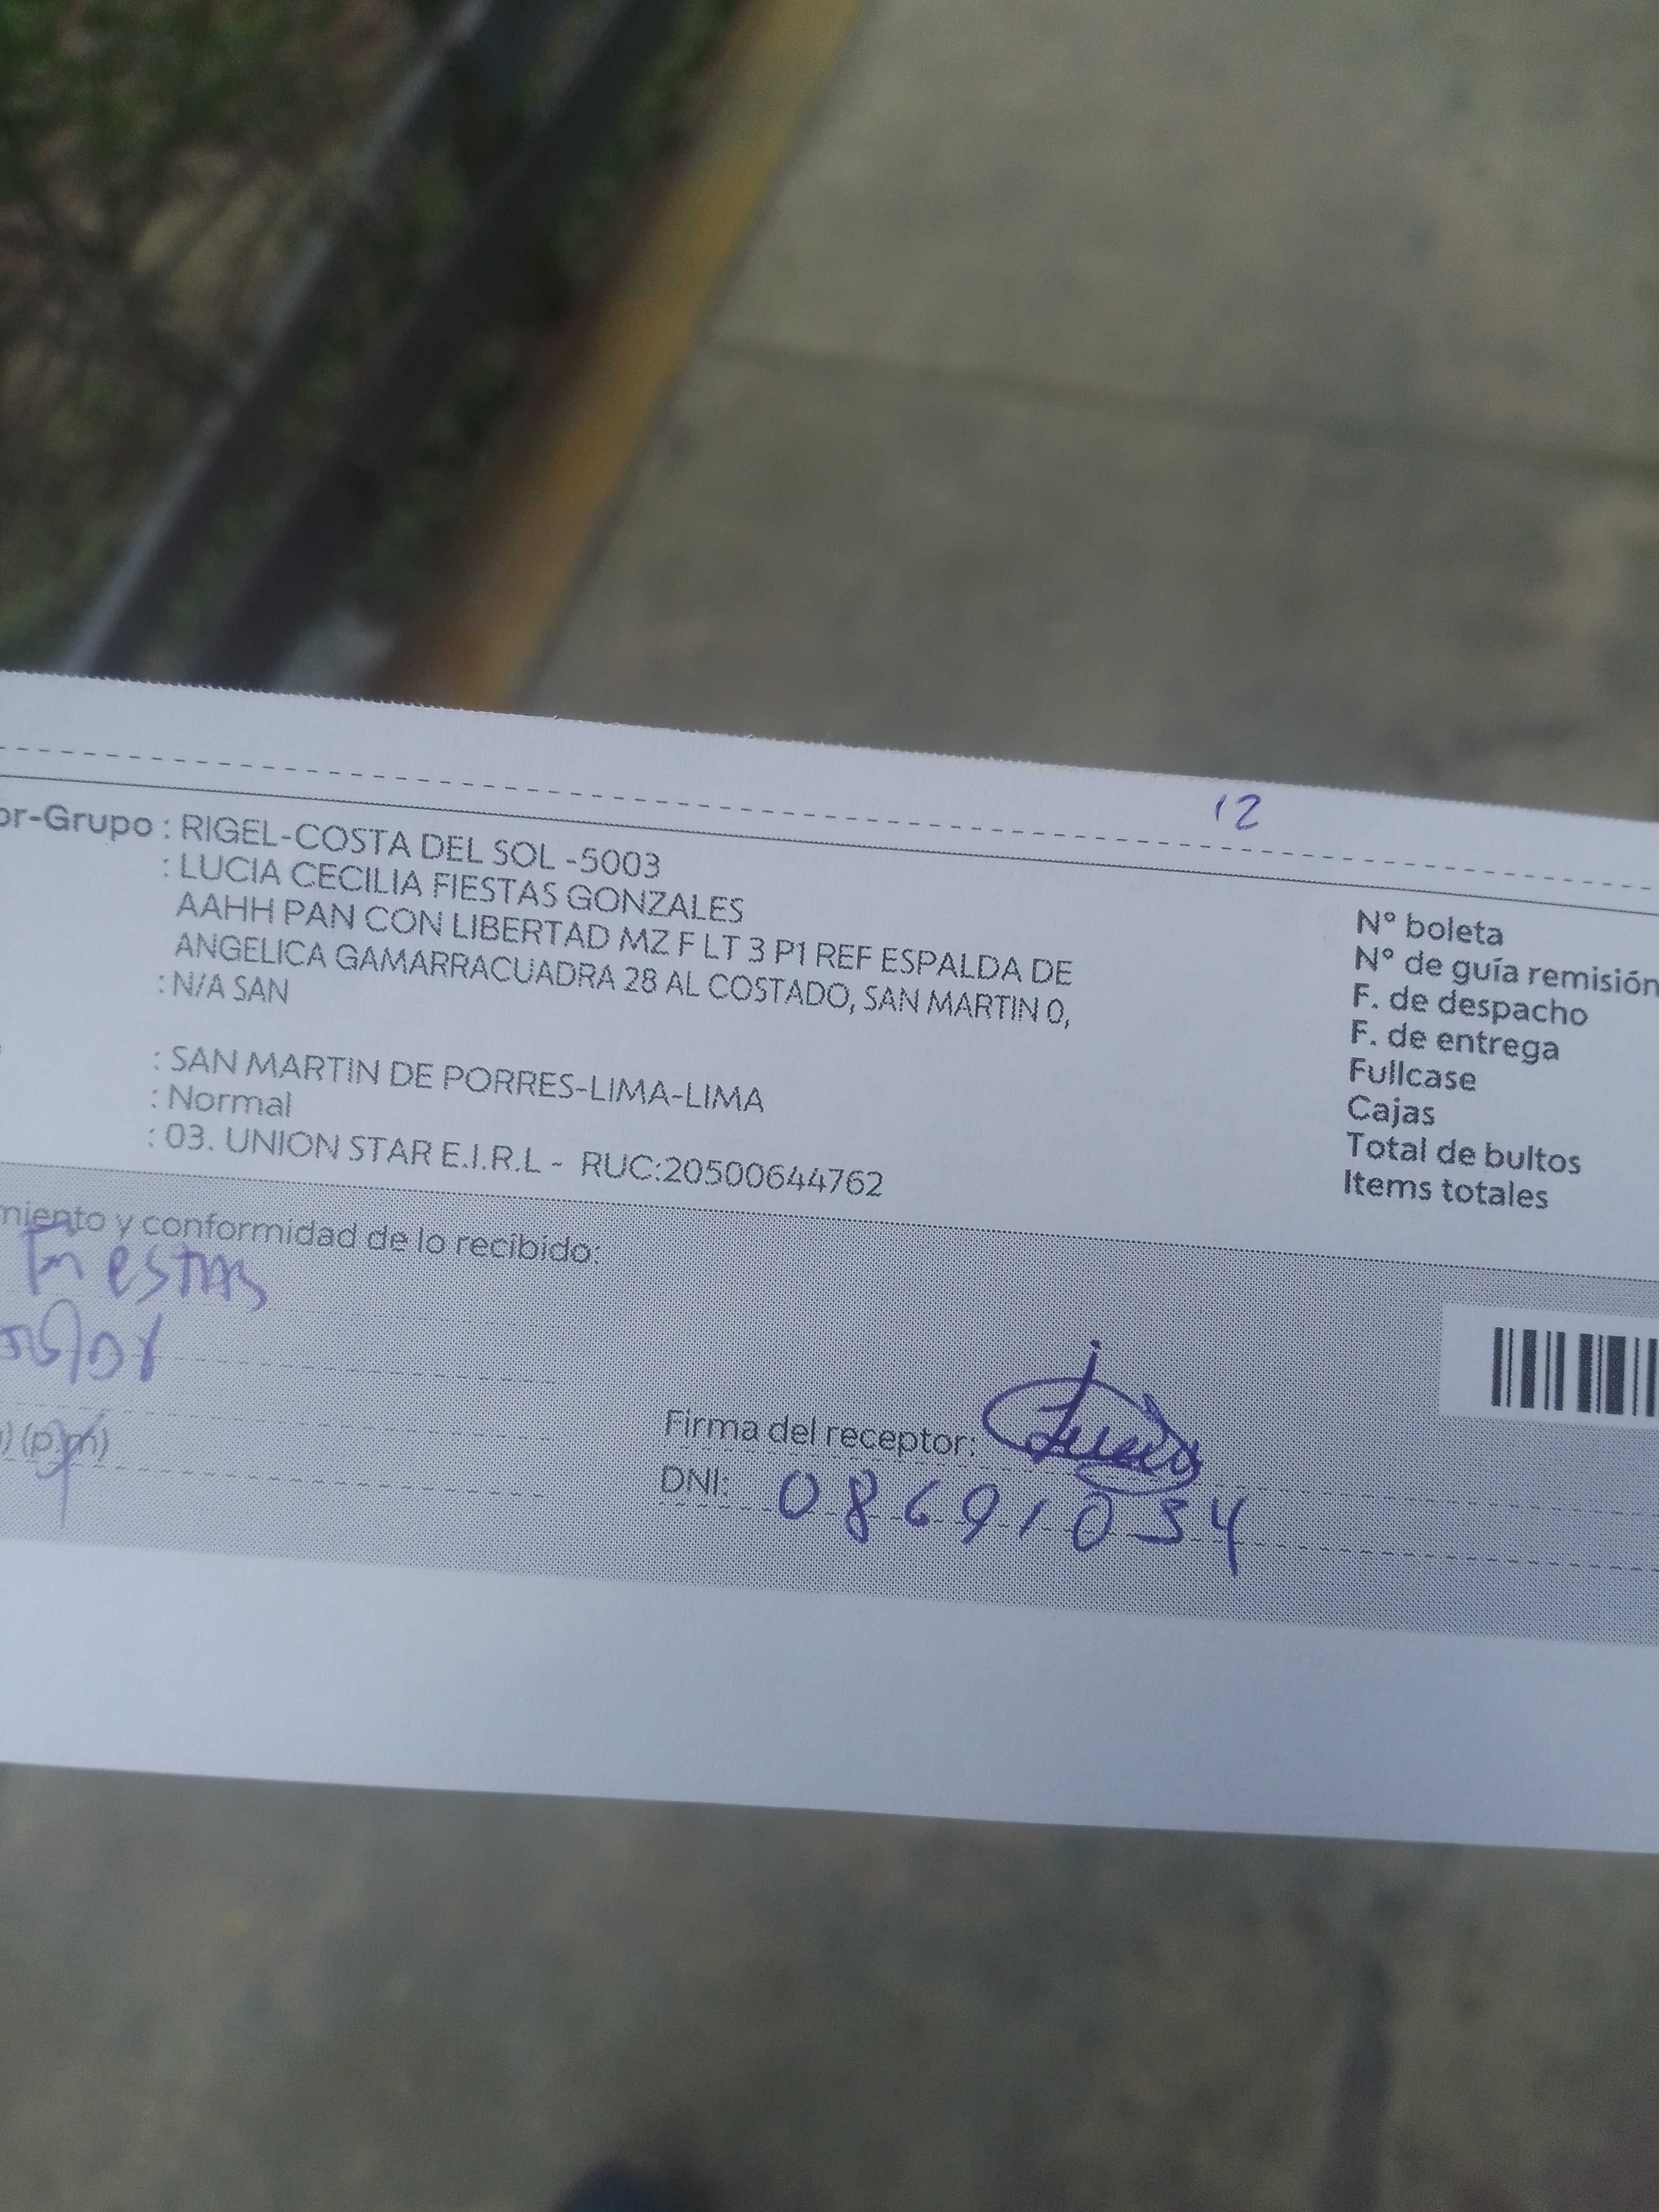 12
or-Grupo : RIGEL-COSTA DEL SOL -5003
: LUCIA CECILIA FIESTAS GONZALES
AAHH PAN CON LIBERTAD MZ F LT 3 P1 REF ESPALDA DE
ANGELICA GAMARRACUADRA 28 AL COSTADO, SAN MARTIN 0,
: N/A SAN
: SAN MARTIN DE PORRES-LIMA-LIMA
: Normal
: 03. UNION STAR E.I.R.L - RUC:20500644762
N° boleta
N° de guía remisión
F. de despacho
F. de entrega
Fullcase
Cajas
Total de bultos
Items totales
miento y conformidad de lo recibido:
Fiestas
) (p.m)
Firma del receptor:
DNI: 08691034